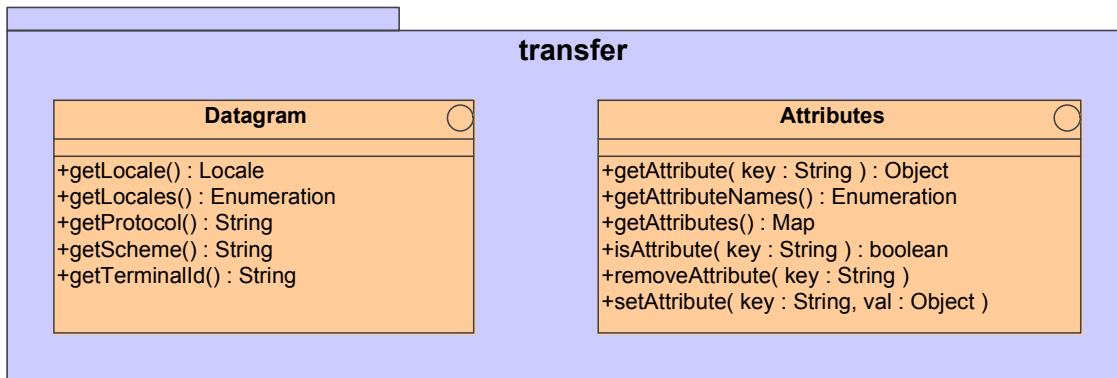 transfer
Datagram
+getLocale() : Locale
+getLocales() : Enumeration
+getProtocol() : String
+getScheme() : String
+getTerminalId() : String
Attributes
+getAttribute( key : String ) : Object
+getAttributeNames() : Enumeration
+getAttributes() : Map
+isAttribute( key : String ) : boolean
+removeAttribute( key : String )
+setAttribute( key : String, val : Object )